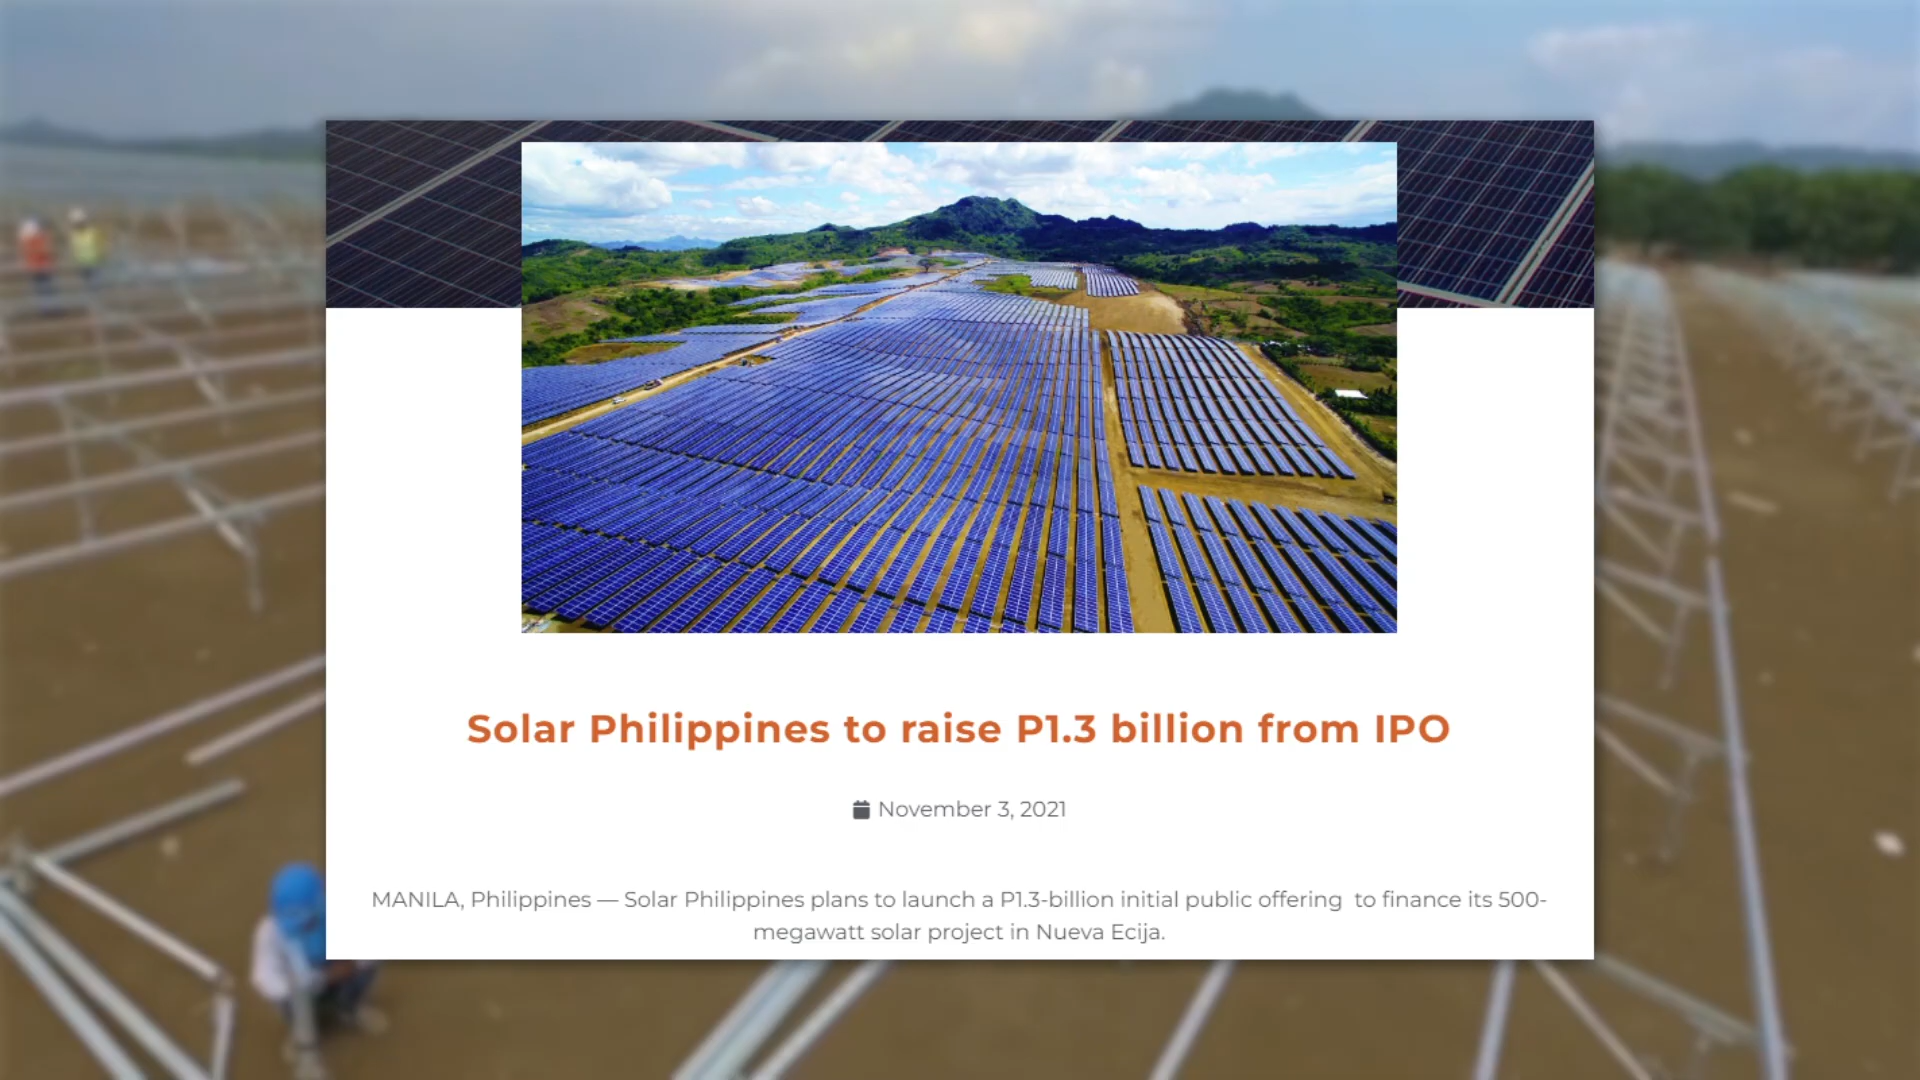 Solar Philippines to raise P1.3 billion from IPO
November 3, 2021
MANILA, Philippines — Solar Philippines plans to launch a P1.3-billion initial public offering to finance its 500-
megawatt solar project in Nueva Ecija.